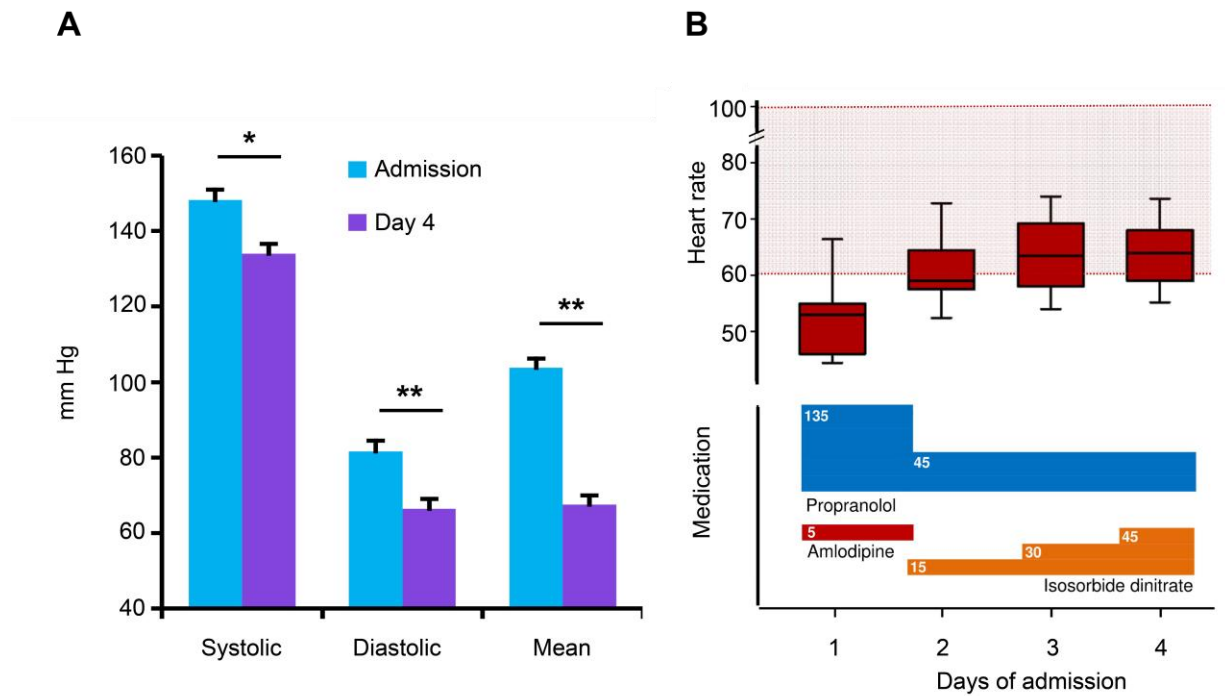 A
160
140
120
100
80
60
40
mm Hg
*
**
**
Admission
Day 4
Systolic
Diastolic
Mean
B
100
80
70
60
50
Heart rate
Medication
135
45
Propranolol
5
Amlodipine
15
30
45
Isosorbide dinitrate
1
2
3
4
Days of admission